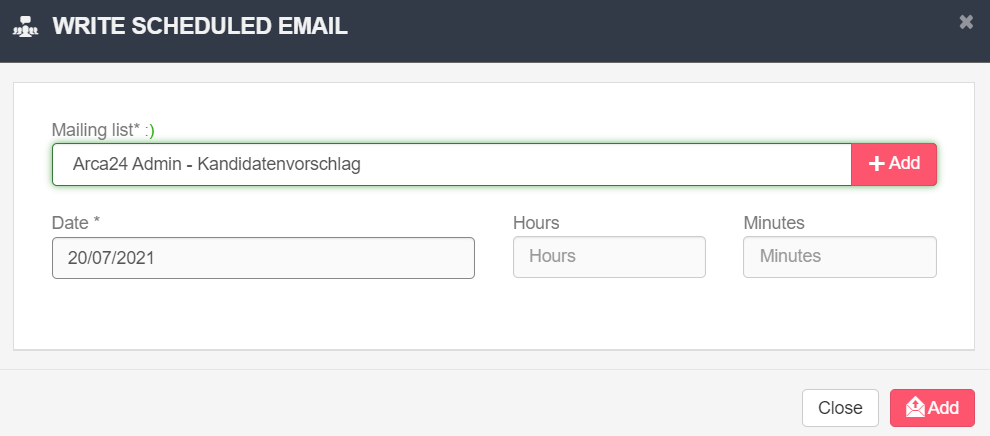 WRITE SCHEDULED EMAIL
Mailing list* :)
Arca24 Admin - Kandidatenvorschlag
Add
Date * Hours Minutes
20/07/2021 Hours Minutes
Close Add